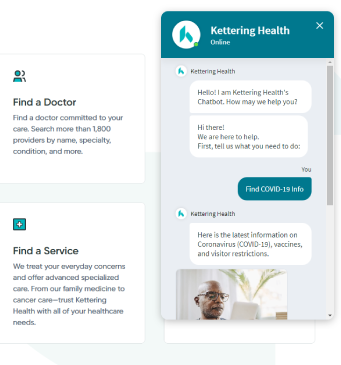 Kettering Health
Online
Kettering Health
Hello! I am Kettering Health's
Chatbot. How may we help you?
Hi there!
We are here to help.
First, tell us what you need to do:
You
Find COVID-19 Info
Kettering Health
Here is the latest information on
Coronavirus (COVID-19), vaccines,
and visitor restrictions.
Find a Doctor
Find a doctor committed to your
care. Search more than 1,800
providers by name, specialty,
condition, and more.
Find a Service
We treat your everyday concerns
and offer advanced specialized
care. From our family medicine to
cancer care—trust Kettering
Health with all of your healthcare
needs.